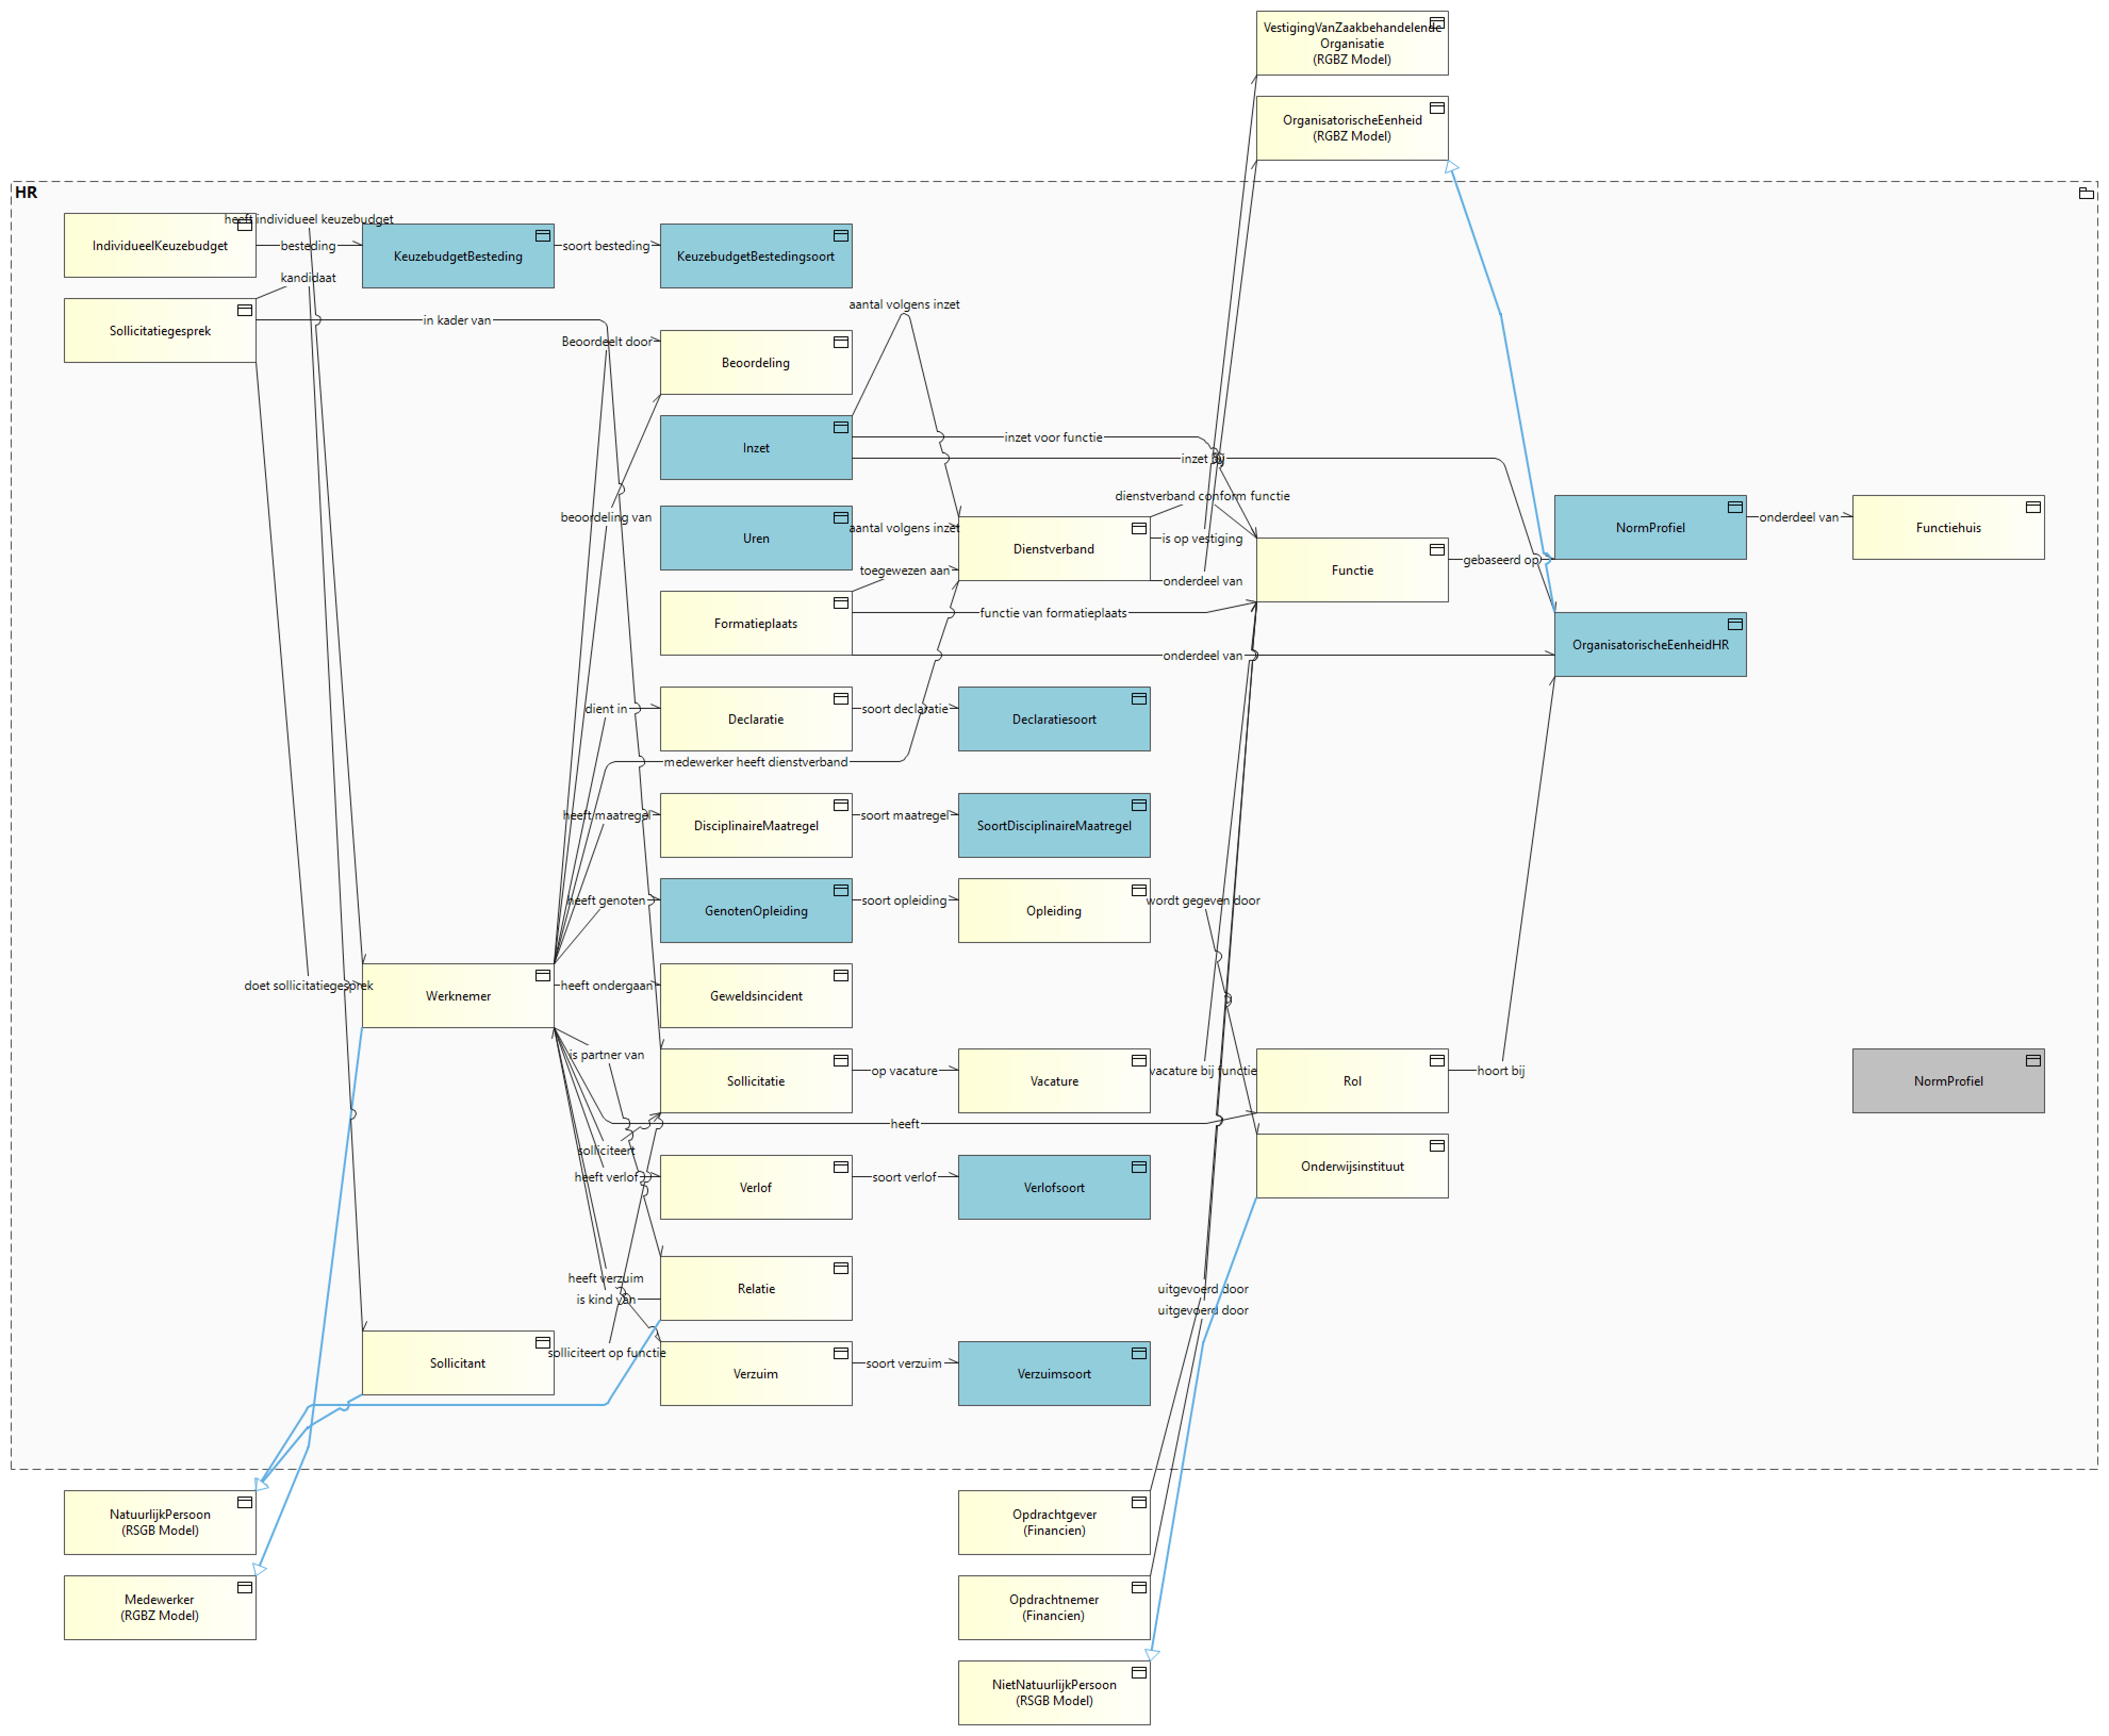 VestigingVanZaakbehandelende
Organisatie
(RGBZ Model)
OrganisatorischeEenheid
(RGBZ Model)
HR
IndividueelKeuzebudget
heeft individueel keuzebudget
besteding
KeuzebudgetBesteding
soort besteding
KeuzebudgetBestedingsoort
kandidaat
Sollicitatiegesprek
in kader van
aantal volgens inzet
Beoordeelt door
Beoordeling
Inzet
inzet voor functie
inzet bij
beoordeling van
Uren
aantal volgens inzet
Dienstverband
dienstverband conform functie
is op vestiging
onderdeel van
Functie
gebaseerd op
NormProfiel
onderdeel van
Functiehuis
toegewezen aan
Formatieplaats
functie van formatieplaats
onderdeel van
OrganisatorischeEenheidHR
dient in
Declaratie
soort declaratie
Declaratiesoort
medewerker heeft dienstverband
heeft maatregel
DisciplinaireMaatregel
soort maatregel
SoortDisciplinaireMaatregel
heeft genoten
GenotenOpleiding
soort opleiding
Opleiding
wordt gegeven door
doet sollicitatiegesprek
Werknemer
heeft ondergaan
Geweldsincident
is partner van
Sollicitatie
op vacature
Vacature
vacature bij functie
Rol
hoort bij
NormProfiel
heeft
solliciteert
Onderwijsinstituut
heeft verlof
Verlof
soort verlof
Verlofsoort
heeft verzuim
is kind van
Relatie
uitgevoerd door
uitgevoerd door
Sollicitant
solliciteert op functie
Verzuim
soort verzuim
Verzuimsoort
NatuurlijkPersoon
(RSGB Model)
Opdrachtgever
(Financien)
Medewerker
(RGBZ Model)
Opdrachtnemer
(Financien)
NietNatuurlijkPersoon
(RSGB Model)